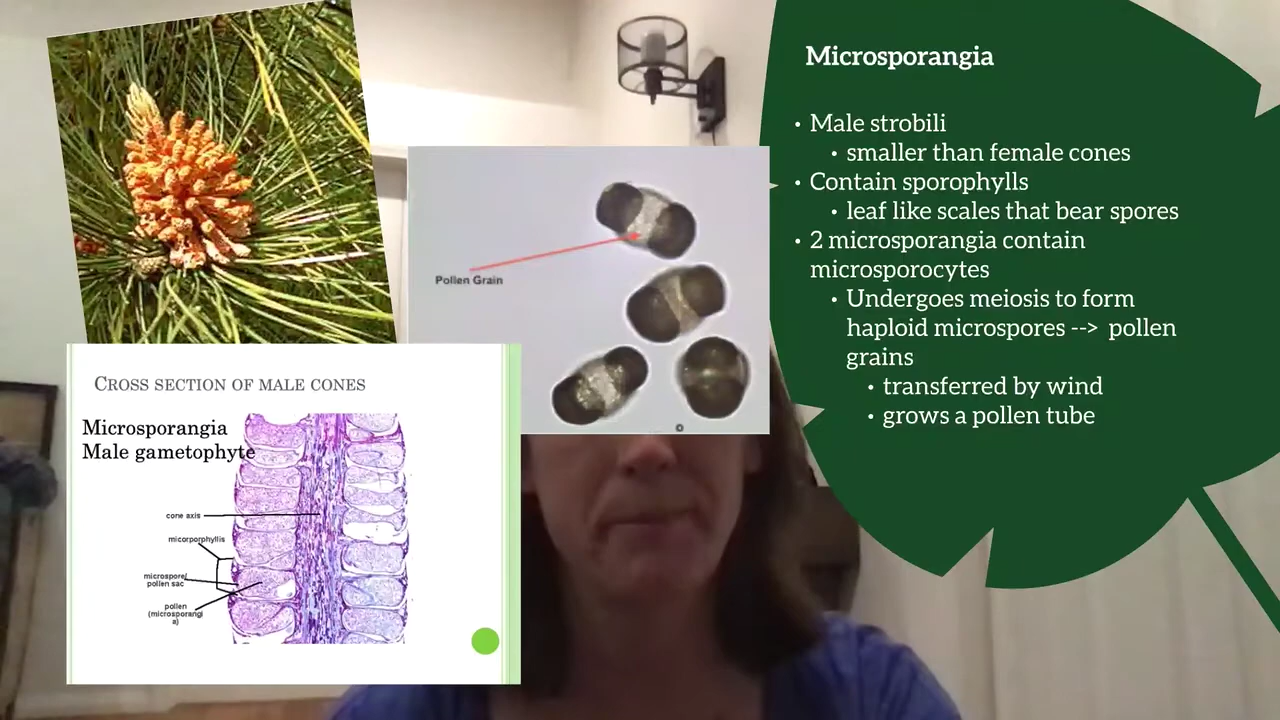 Microsporangia
• Male strobili
• smaller than female cones
• Contain sporophylls
• leaf like scales that bear spores
• 2 microsporangia contain
microsporocytes
• Undergoes meiosis to form
haploid microspores --> pollen
grains
• transferred by wind
• grows a pollen tube
Pollen Grain
CROSS SECTION OF MALE CONES
Microsporangia
Male gametophyte
cone axis
micorporphyllis
microspore/
pollen sac
pollen
(microsporangi
a)